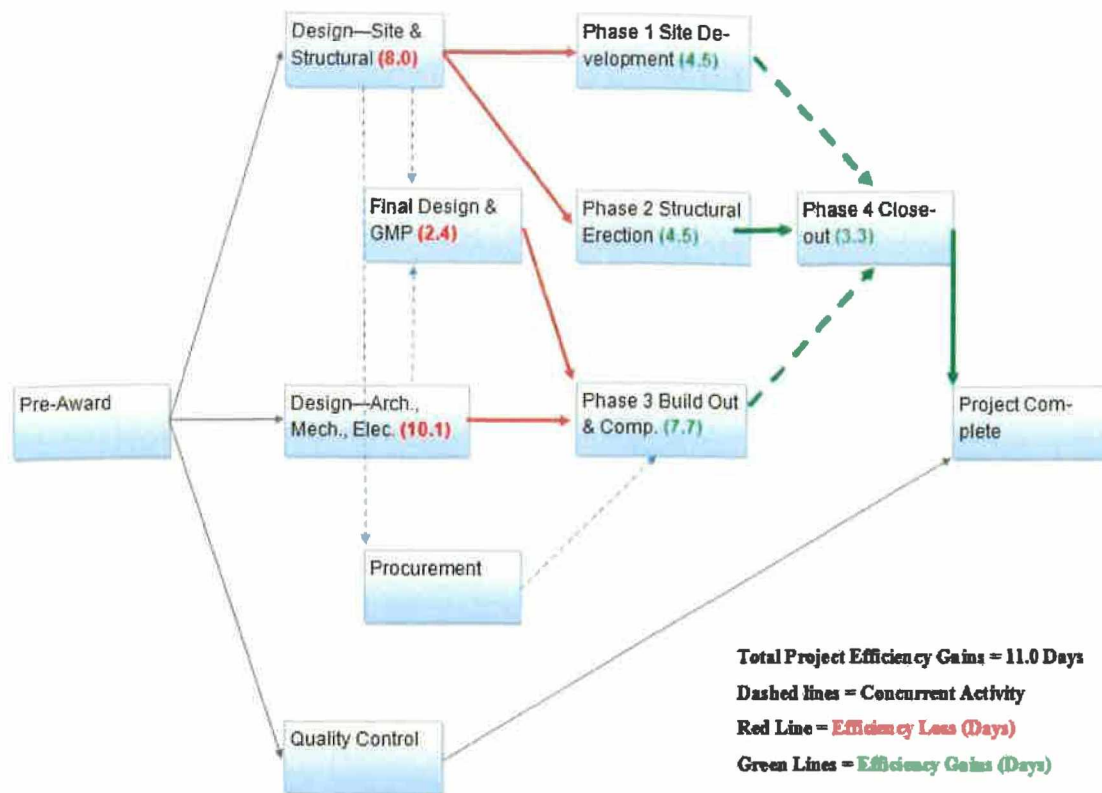 Design—Site &
Structural (8.0)
Phase 1 Site De-
velopment (4.5)
Final Design &
GMP (2.4)
Phase 2 Structural
Erection (4.5)
Phase 4 Close-
out (3.3)
Pre-Award
Design—Arch.,
Mech., Elec. (10.1)
Phase 3 Build Out
& Comp. (7.7)
Project Com-
plete
Procurement
Quality Control
Total Project Efficiency Gains = 11.0 Days
Dashed lines = Concurrent Activity
Red Line = Efficiency Loss (Days)
Green Lines = Efficiency Gains (Days)